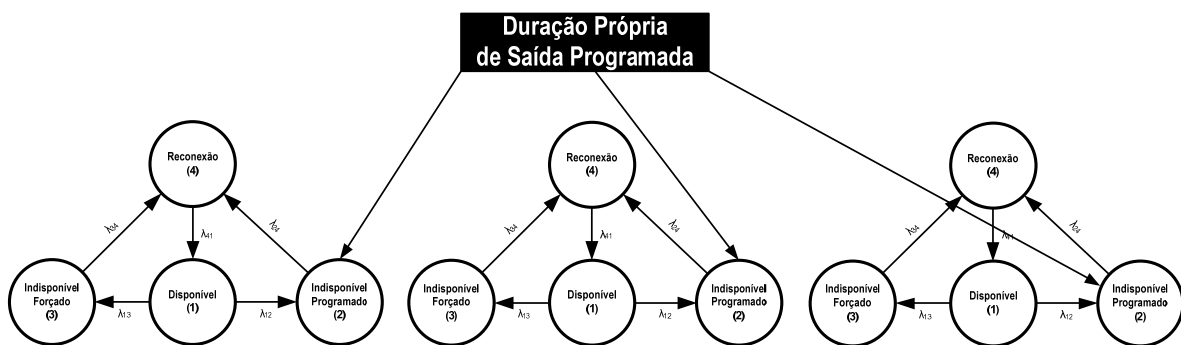 Duração Própria
de Saída Programada
Reconexão
(4)
λ34
λ41
λ24
Indisponível
Forçado
(3)
λ13
Disponível
(1)
λ12
Indisponível
Programado
(2)
Reconexão
(4)
λ34
λ41
λ24
Indisponível
Forçado
(3)
λ13
Disponível
(1)
λ12
Indisponível
Programado
(2)
Reconexão
(4)
λ34
λ41
λ24
Indisponível
Forçado
(3)
λ13
Disponível
(1)
λ12
Indisponível
Programado
(2)